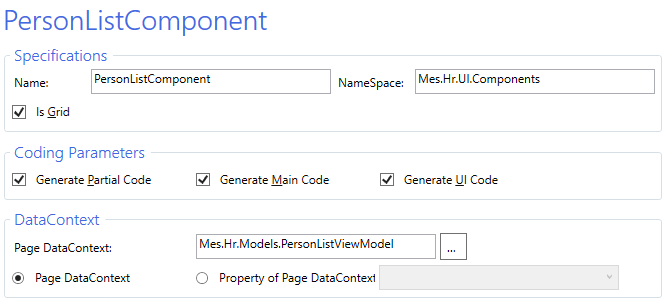 PersonListComponent
Specifications
Name: PersonListComponent NameSpace: Mes.Hr.UI.Components
Is Grid
Coding Parameters
Generate Partial Code Generate Main Code Generate UI Code
DataContext
Page DataContext: Mes.Hr.Models.PersonListViewModel ...
Page DataContext Property of Page DataContext